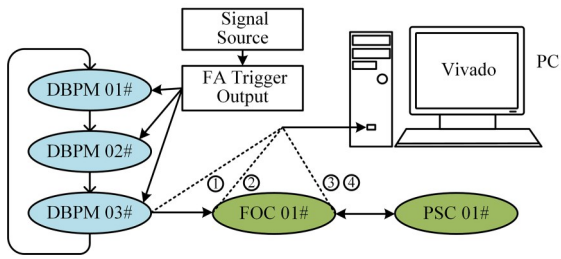 Signal
Source
FA Trigger
Output
DBPM 01#
DBPM 02#
DBPM 03#
Vivado
PC
① ② ③ ④
FOC 01#
PSC 01#